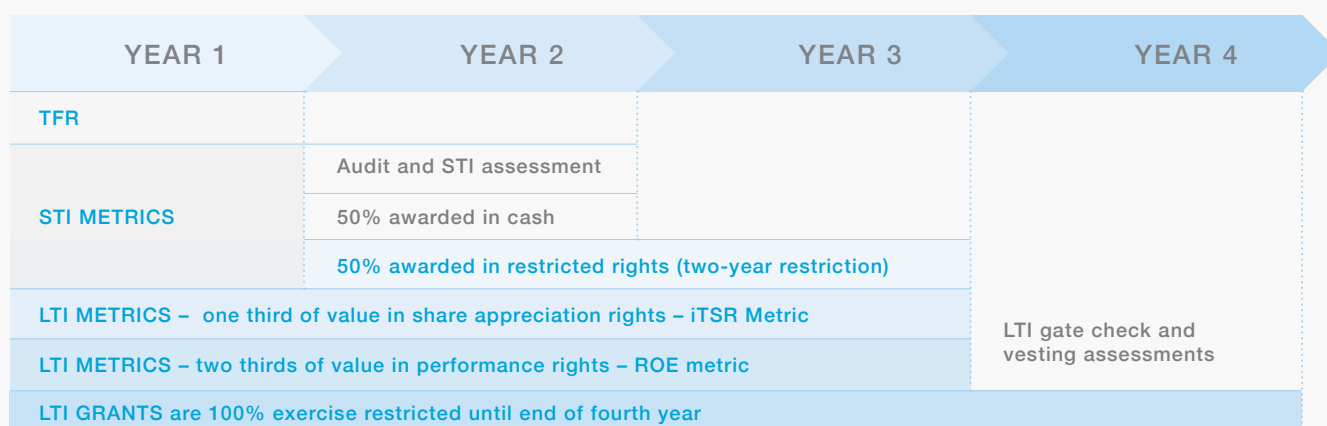 YEAR 1
YEAR 2
YEAR 3
YEAR 4
TFR
Audit and STI assessment
STI METRICS
50% awarded in cash
50% awarded in restricted rights (two-year restriction)
LTI METRICS – one third of value in share appreciation rights – iTSR Metric
LTI METRICS – two thirds of value in performance rights – ROE metric
LTI gate check and
vesting assessments
LTI GRANTS are 100% exercise restricted until end of fourth year